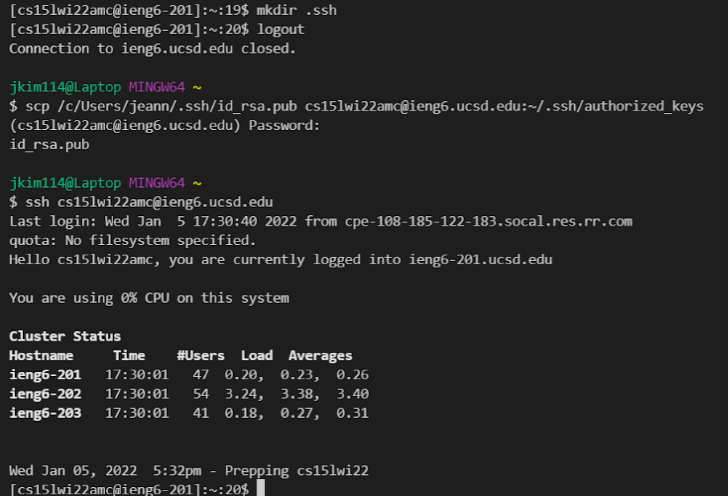 [cs15lwi22amc@ieng6-201]:~:19$ mkdir .ssh
[cs15lwi22amc@ieng6-201]:~:20$ logout
Connection to ieng6.ucsd.edu closed.
jkim114@Laptop MINGW64 ~
$ scp /c/Users/jeann/.ssh/id_rsa.pub cs15lwi22amc@ieng6.ucsd.edu:~/.ssh/authorized_keys
(cs15lwi22amc@ieng6.ucsd.edu) Password:
id_rsa.pub
jkim114@Laptop MINGW64 ~
$ ssh cs15lwi22amc@ieng6.ucsd.edu
Last login: Wed Jan  5 17:30:40 2022 from cpe-108-185-122-183.socal.res.rr.com
quota: No filesystem specified.
Hello cs15lwi22amc, you are currently logged into ieng6-201.ucsd.edu
You are using 0% CPU on this system
Cluster Status
Hostname     Time    #Users  Load  Averages
ieng6-201   17:30:01   47  0.20,  0.23,  0.26
ieng6-202   17:30:01   54  3.24,  3.38,  3.40
ieng6-203   17:30:01   41  0.18,  0.27,  0.31
Wed Jan 05, 2022  5:32pm - Prepping cs15lwi22
[cs15lwi22amc@ieng6-201]:~:20$